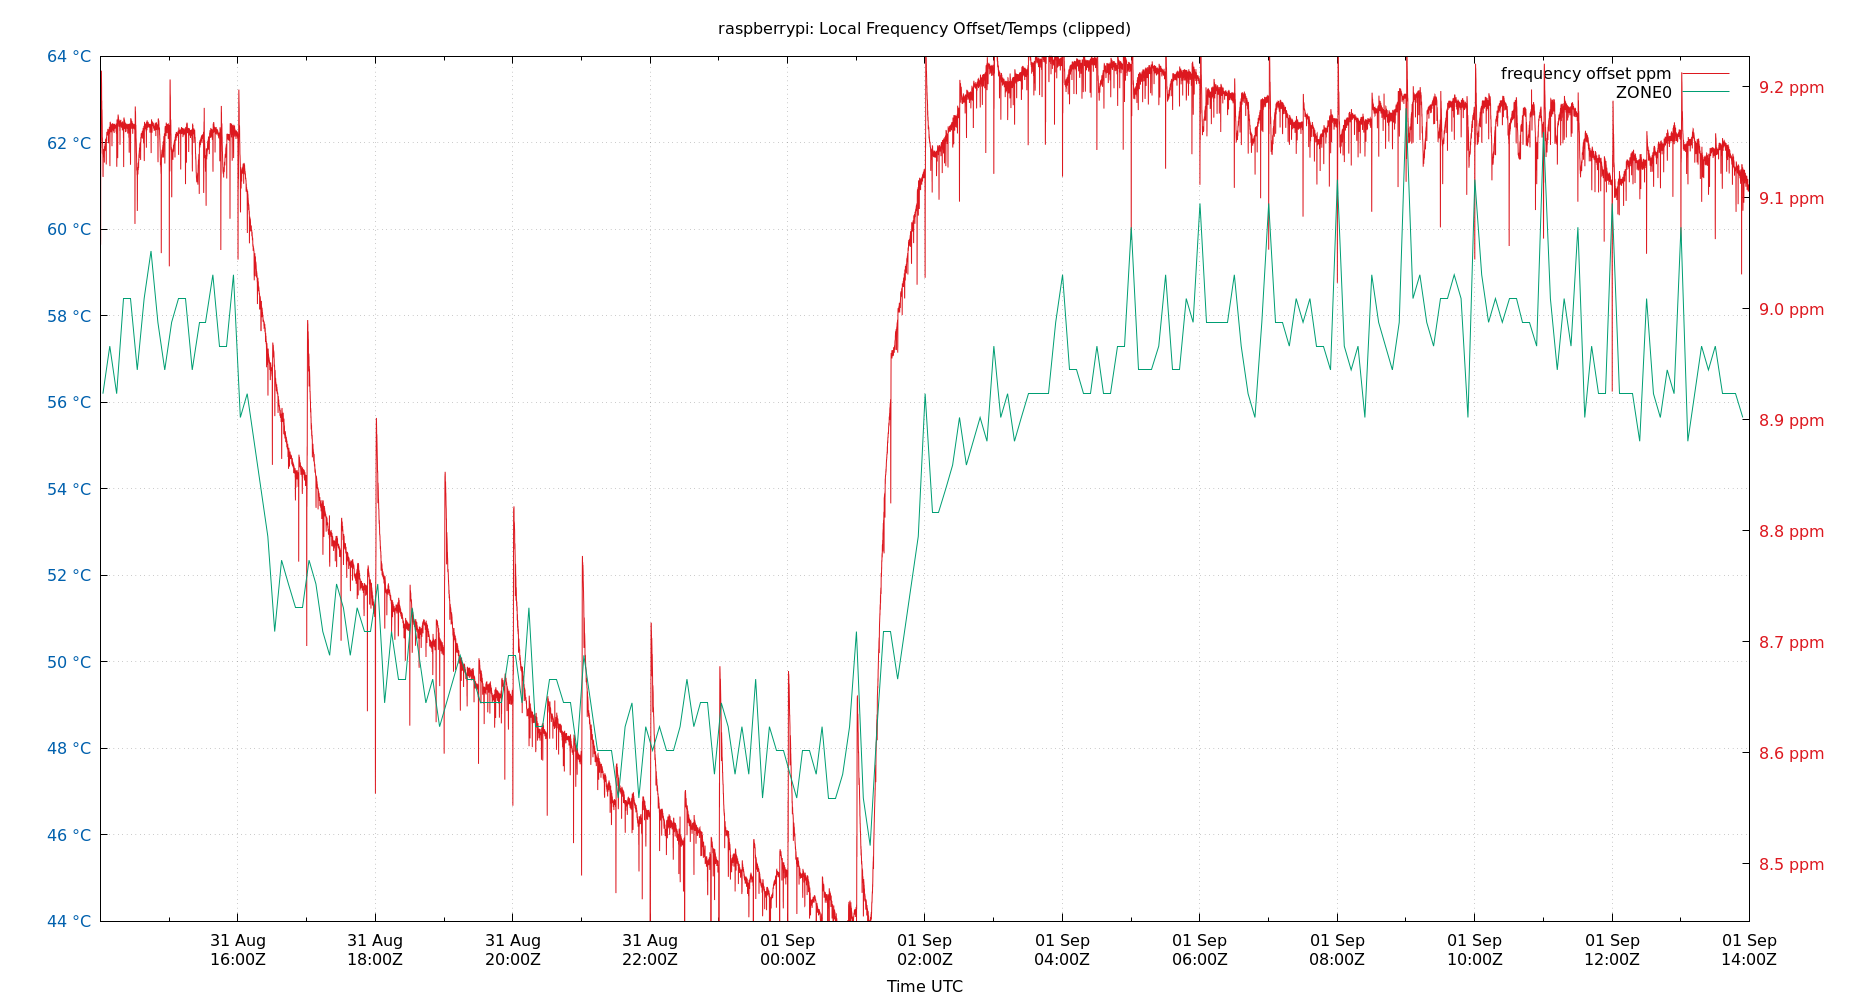 raspberrypi: Local Frequency Offset/Temps (clipped)
frequency offset ppm
ZONE0
64 °C
62 °C
60 °C
58 °C
56 °C
54 °C
52 °C
50 °C
48 °C
46 °C
44 °C
9.2 ppm
9.1 ppm
9.0 ppm
8.9 ppm
8.8 ppm
8.7 ppm
8.6 ppm
8.5 ppm
31 Aug 31 Aug 31 Aug 31 Aug 01 Sep 01 Sep 01 Sep 01 Sep 01 Sep 01 Sep 01 Sep 01 Sep
16:00Z 18:00Z 20:00Z 22:00Z 00:00Z 02:00Z 04:00Z 06:00Z 08:00Z 10:00Z 12:00Z 14:00Z
Time UTC